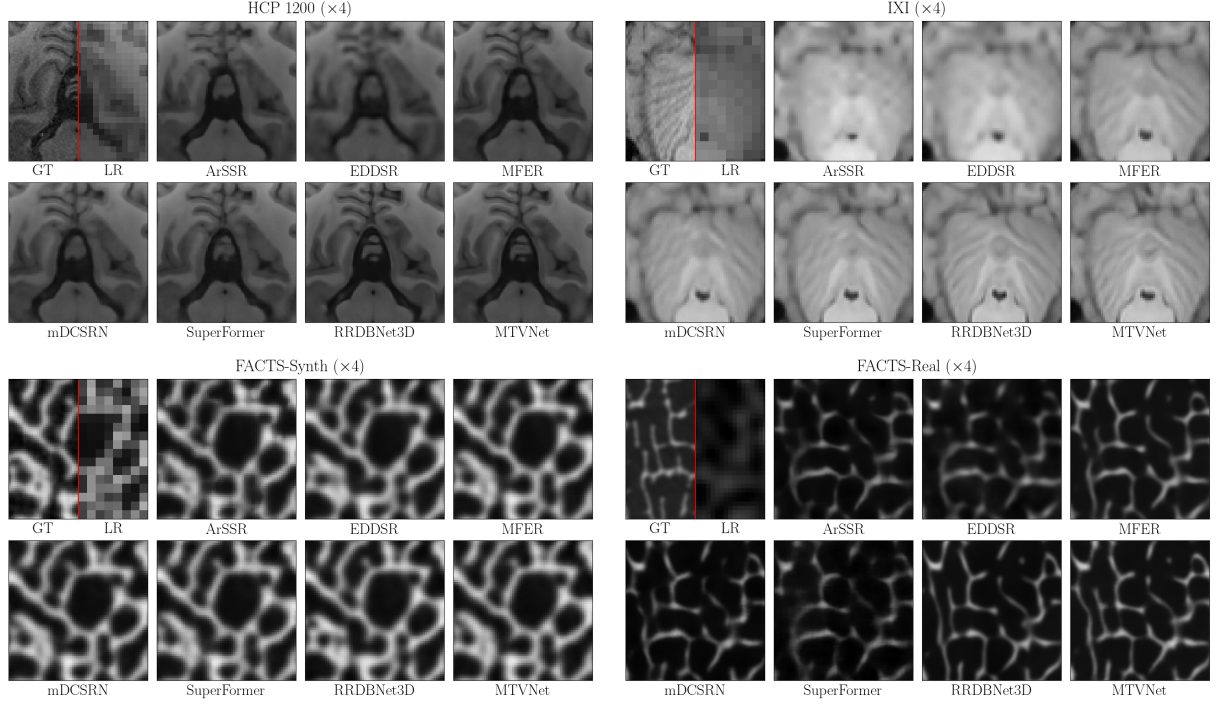 HCP 1200 (×4)
GT LR ArSSR EDDSR MFER
mDCSRN SuperFormer RRDBNet3D MTVNet
IXI (×4)
GT LR ArSSR EDDSR MFER
mDCSRN SuperFormer RRDBNet3D MTVNet
FACTS-Synth (×4)
GT LR ArSSR EDDSR MFER
mDCSRN SuperFormer RRDBNet3D MTVNet
FACTS-Real (×4)
GT LR ArSSR EDDSR MFER
mDCSRN SuperFormer RRDBNet3D MTVNet